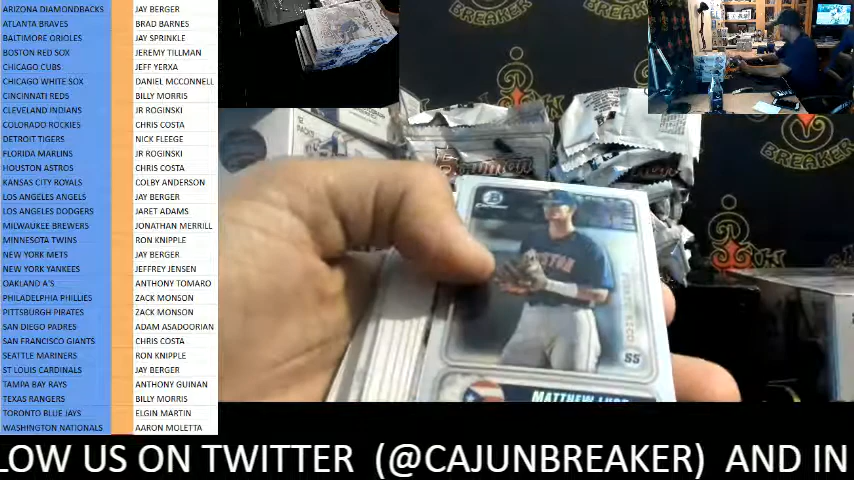 ARIZONA DIAMONDBACKS JAY BERGER
ATLANTA BRAVES BRAD BARNES
BALTIMORE ORIOLES JAY SPRINKLE
BOSTON RED SOX JEREMY TILLMAN
CHICAGO CUBS JEFF YERXA
CHICAGO WHITE SOX DANIEL MCCONNELL
CINCINNATI REDS BILLY MORRIS
CLEVELAND INDIANS JR ROGINSKI
COLORADO ROCKIES CHRIS COSTA
DETROIT TIGERS NICK FLEEGE
FLORIDA MARLINS JR ROGINSKI
HOUSTON ASTROS CHRIS COSTA
KANSAS CITY ROYALS COLBY ANDERSON
LOS ANGELES ANGELS JAY BERGER
LOS ANGELES DODGERS JARET ADAMS
MILWAUKEE BREWERS JONATHAN MERRILL
MINNESOTA TWINS RON KNIPPLE
NEW YORK METS JAY BERGER
NEW YORK YANKEES JEFFREY JENSEN
OAKLAND A'S ANTHONY TOMARO
PHILADELPHIA PHILLIES ZACK MONSON
PITTSBURGH PIRATES ZACK MONSON
SAN DIEGO PADRES ADAM ASADOORIAN
SAN FRANCISCO GIANTS CHRIS COSTA
SEATTLE MARINERS RON KNIPPLE
ST LOUIS CARDINALS JAY BERGER
TAMPA BAY RAYS ANTHONY GUINAN
TEXAS RANGERS BILLY MORRIS
TORONTO BLUE JAYS ELGIN MARTIN
WASHINGTON NATIONALS AARON MOLETTA
BREAKER
BREAKER
BREAKER
Bowman
SS
MATTHEW
LOW US ON TWITTER (@CAJUNBREAKER) AND IN